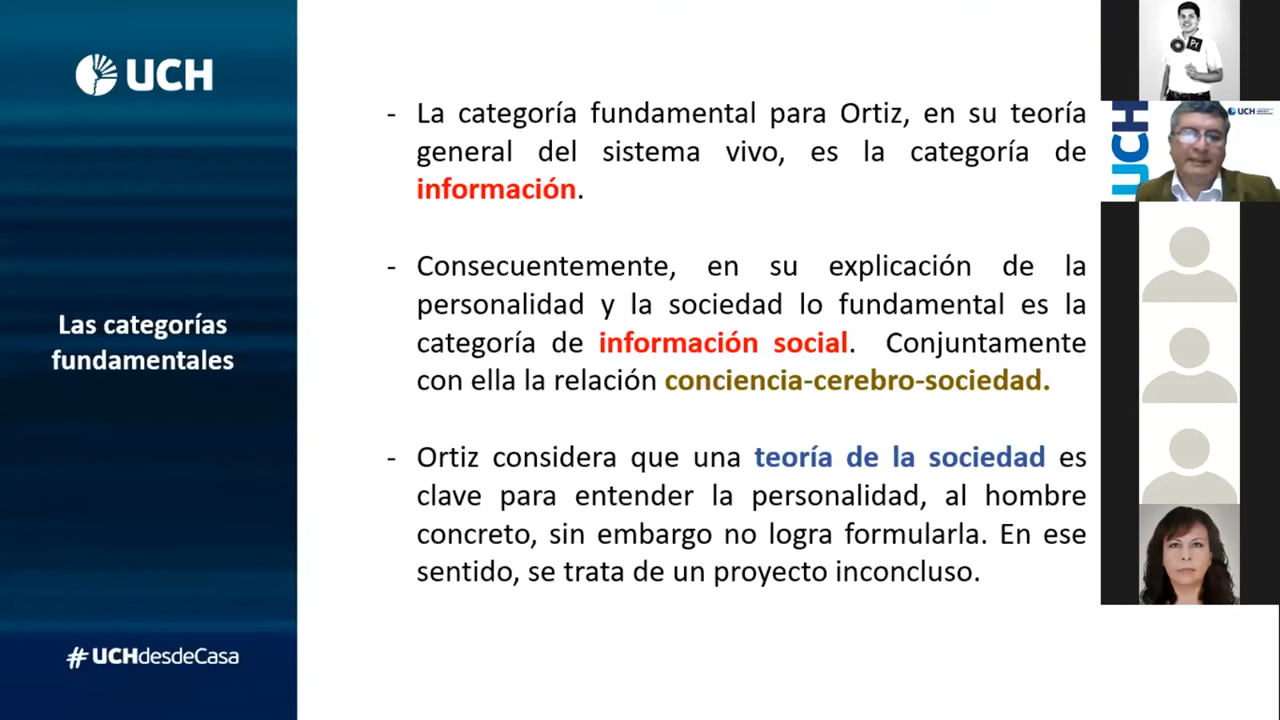 UCH
Las categorías
fundamentales
#UCHdesdeCasa
- La categoría fundamental para Ortiz, en su teoría
general del sistema vivo, es la categoría de
información.
- Consecuentemente, en su explicación de la
personalidad y la sociedad lo fundamental es la
categoría de información social. Conjuntamente
con ella la relación conciencia-cerebro-sociedad.
- Ortiz considera que una teoría de la sociedad es
clave para entender la personalidad, al hombre
concreto, sin embargo no logra formularla. En ese
sentido, se trata de un proyecto inconcluso.
Pr
UCH
UCH